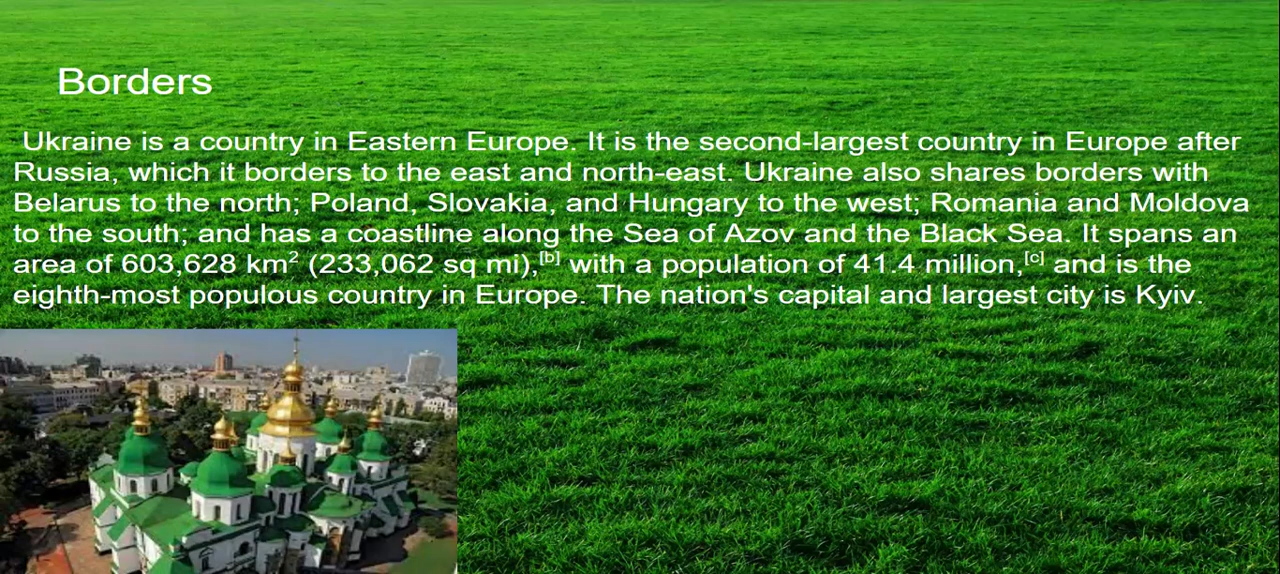 Borders
Ukraine is a country in Eastern Europe. It is the second-largest country in Europe after
Russia, which it borders to the east and north-east. Ukraine also shares borders with
Belarus to the north; Poland, Slovakia, and Hungary to the west; Romania and Moldova
to the south; and has a coastline along the Sea of Azov and the Black Sea. It spans an
area of 603,628 km² (233,062 sq mi),[b] with a population of 41.4 million,[c] and is the
eighth-most populous country in Europe. The nation's capital and largest city is Kyiv.